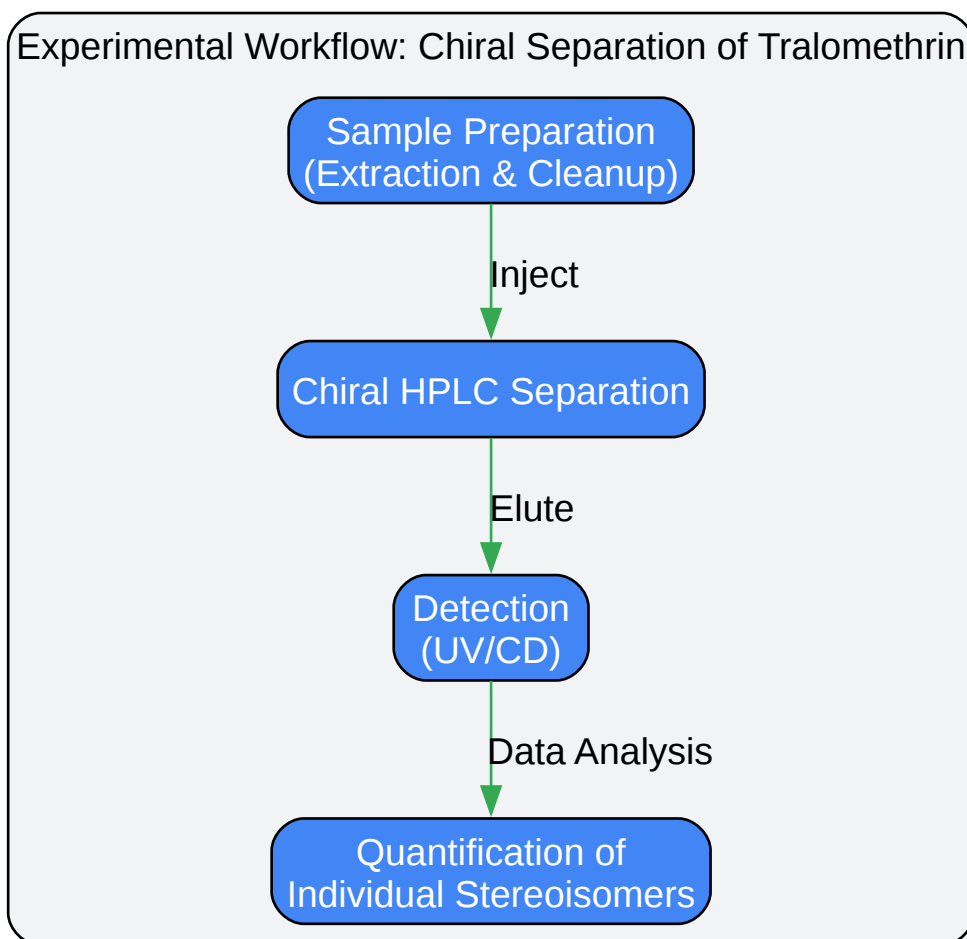 Experimental Workflow: Chiral Separation of Tralomethrin
Sample Preparation
(Extraction & Cleanup)
Inject
Chiral HPLC Separation
Elute
Detection
(UV/CD)
Data Analysis
Quantification of
Individual Stereoisomers